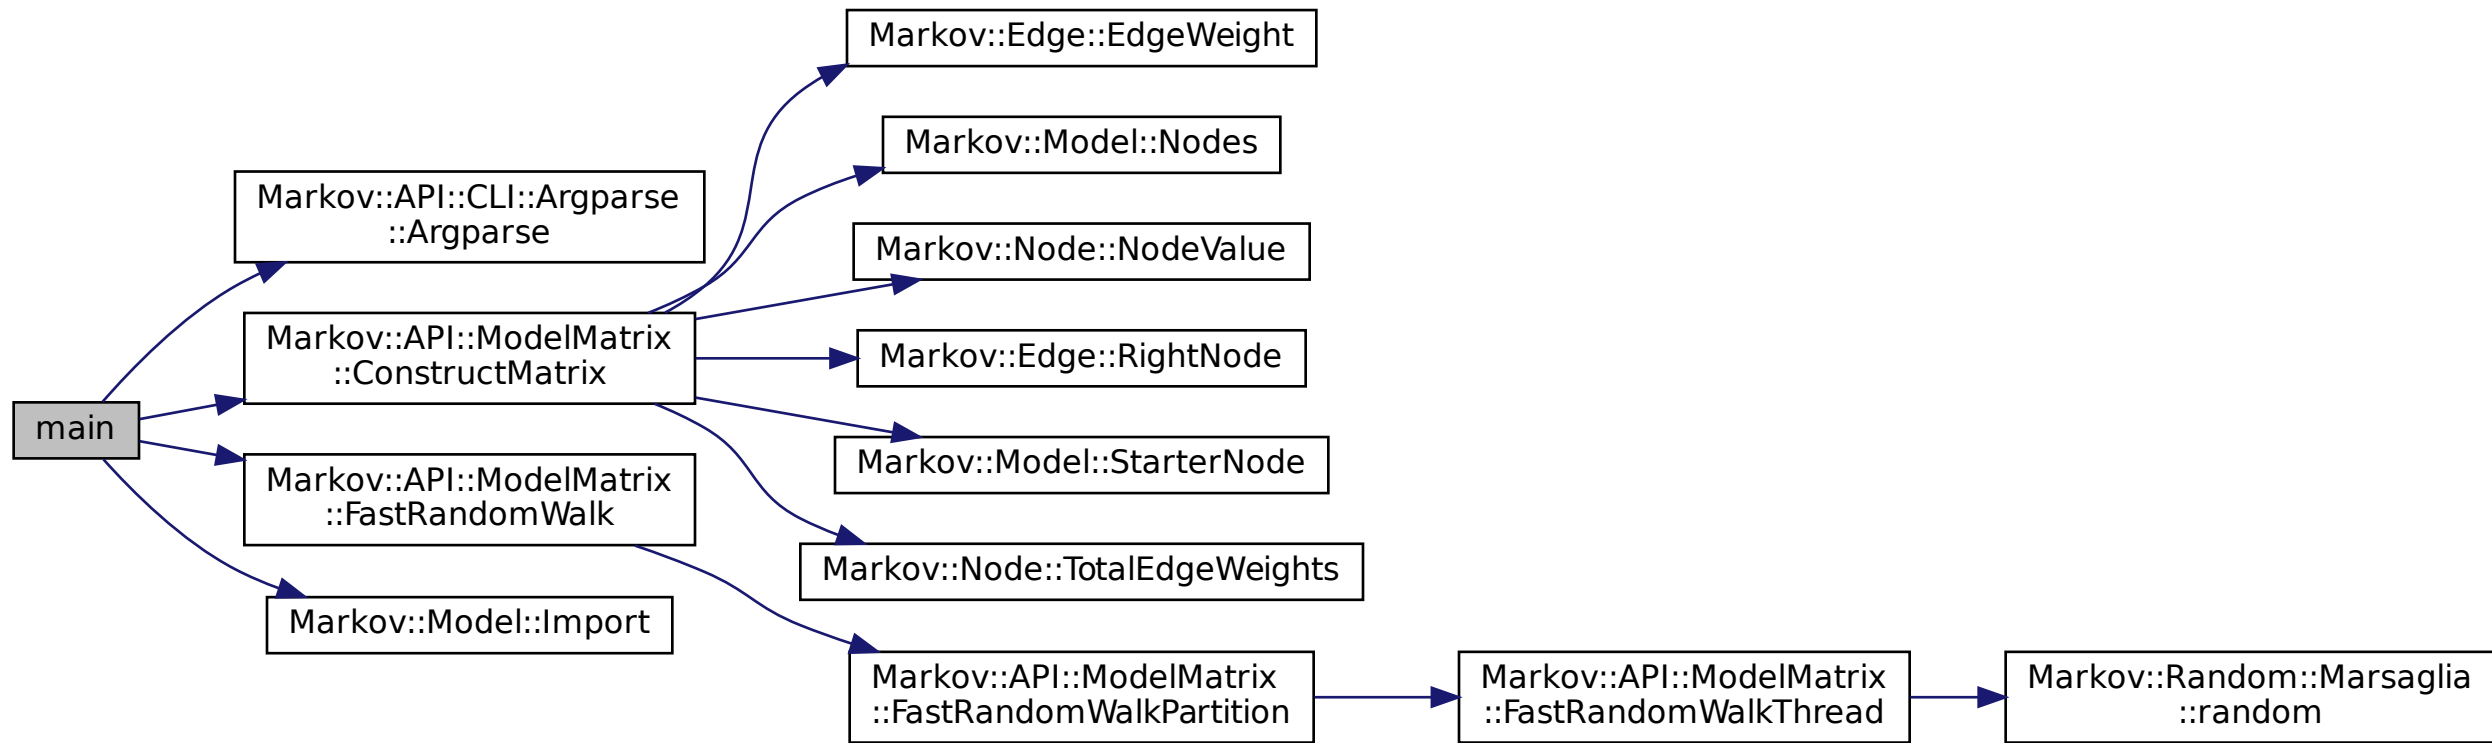 main
Markov::API::CLI::Argparse
::Argparse
Markov::API::ModelMatrix
::ConstructMatrix
Markov::API::ModelMatrix
::FastRandomWalk
Markov::Model::Import
Markov::Edge::EdgeWeight
Markov::Model::Nodes
Markov::Node::NodeValue
Markov::Edge::RightNode
Markov::Model::StarterNode
Markov::Node::TotalEdgeWeights
Markov::API::ModelMatrix
::FastRandomWalkPartition
Markov::API::ModelMatrix
::FastRandomWalkThread
Markov::Random::Marsaglia
::random